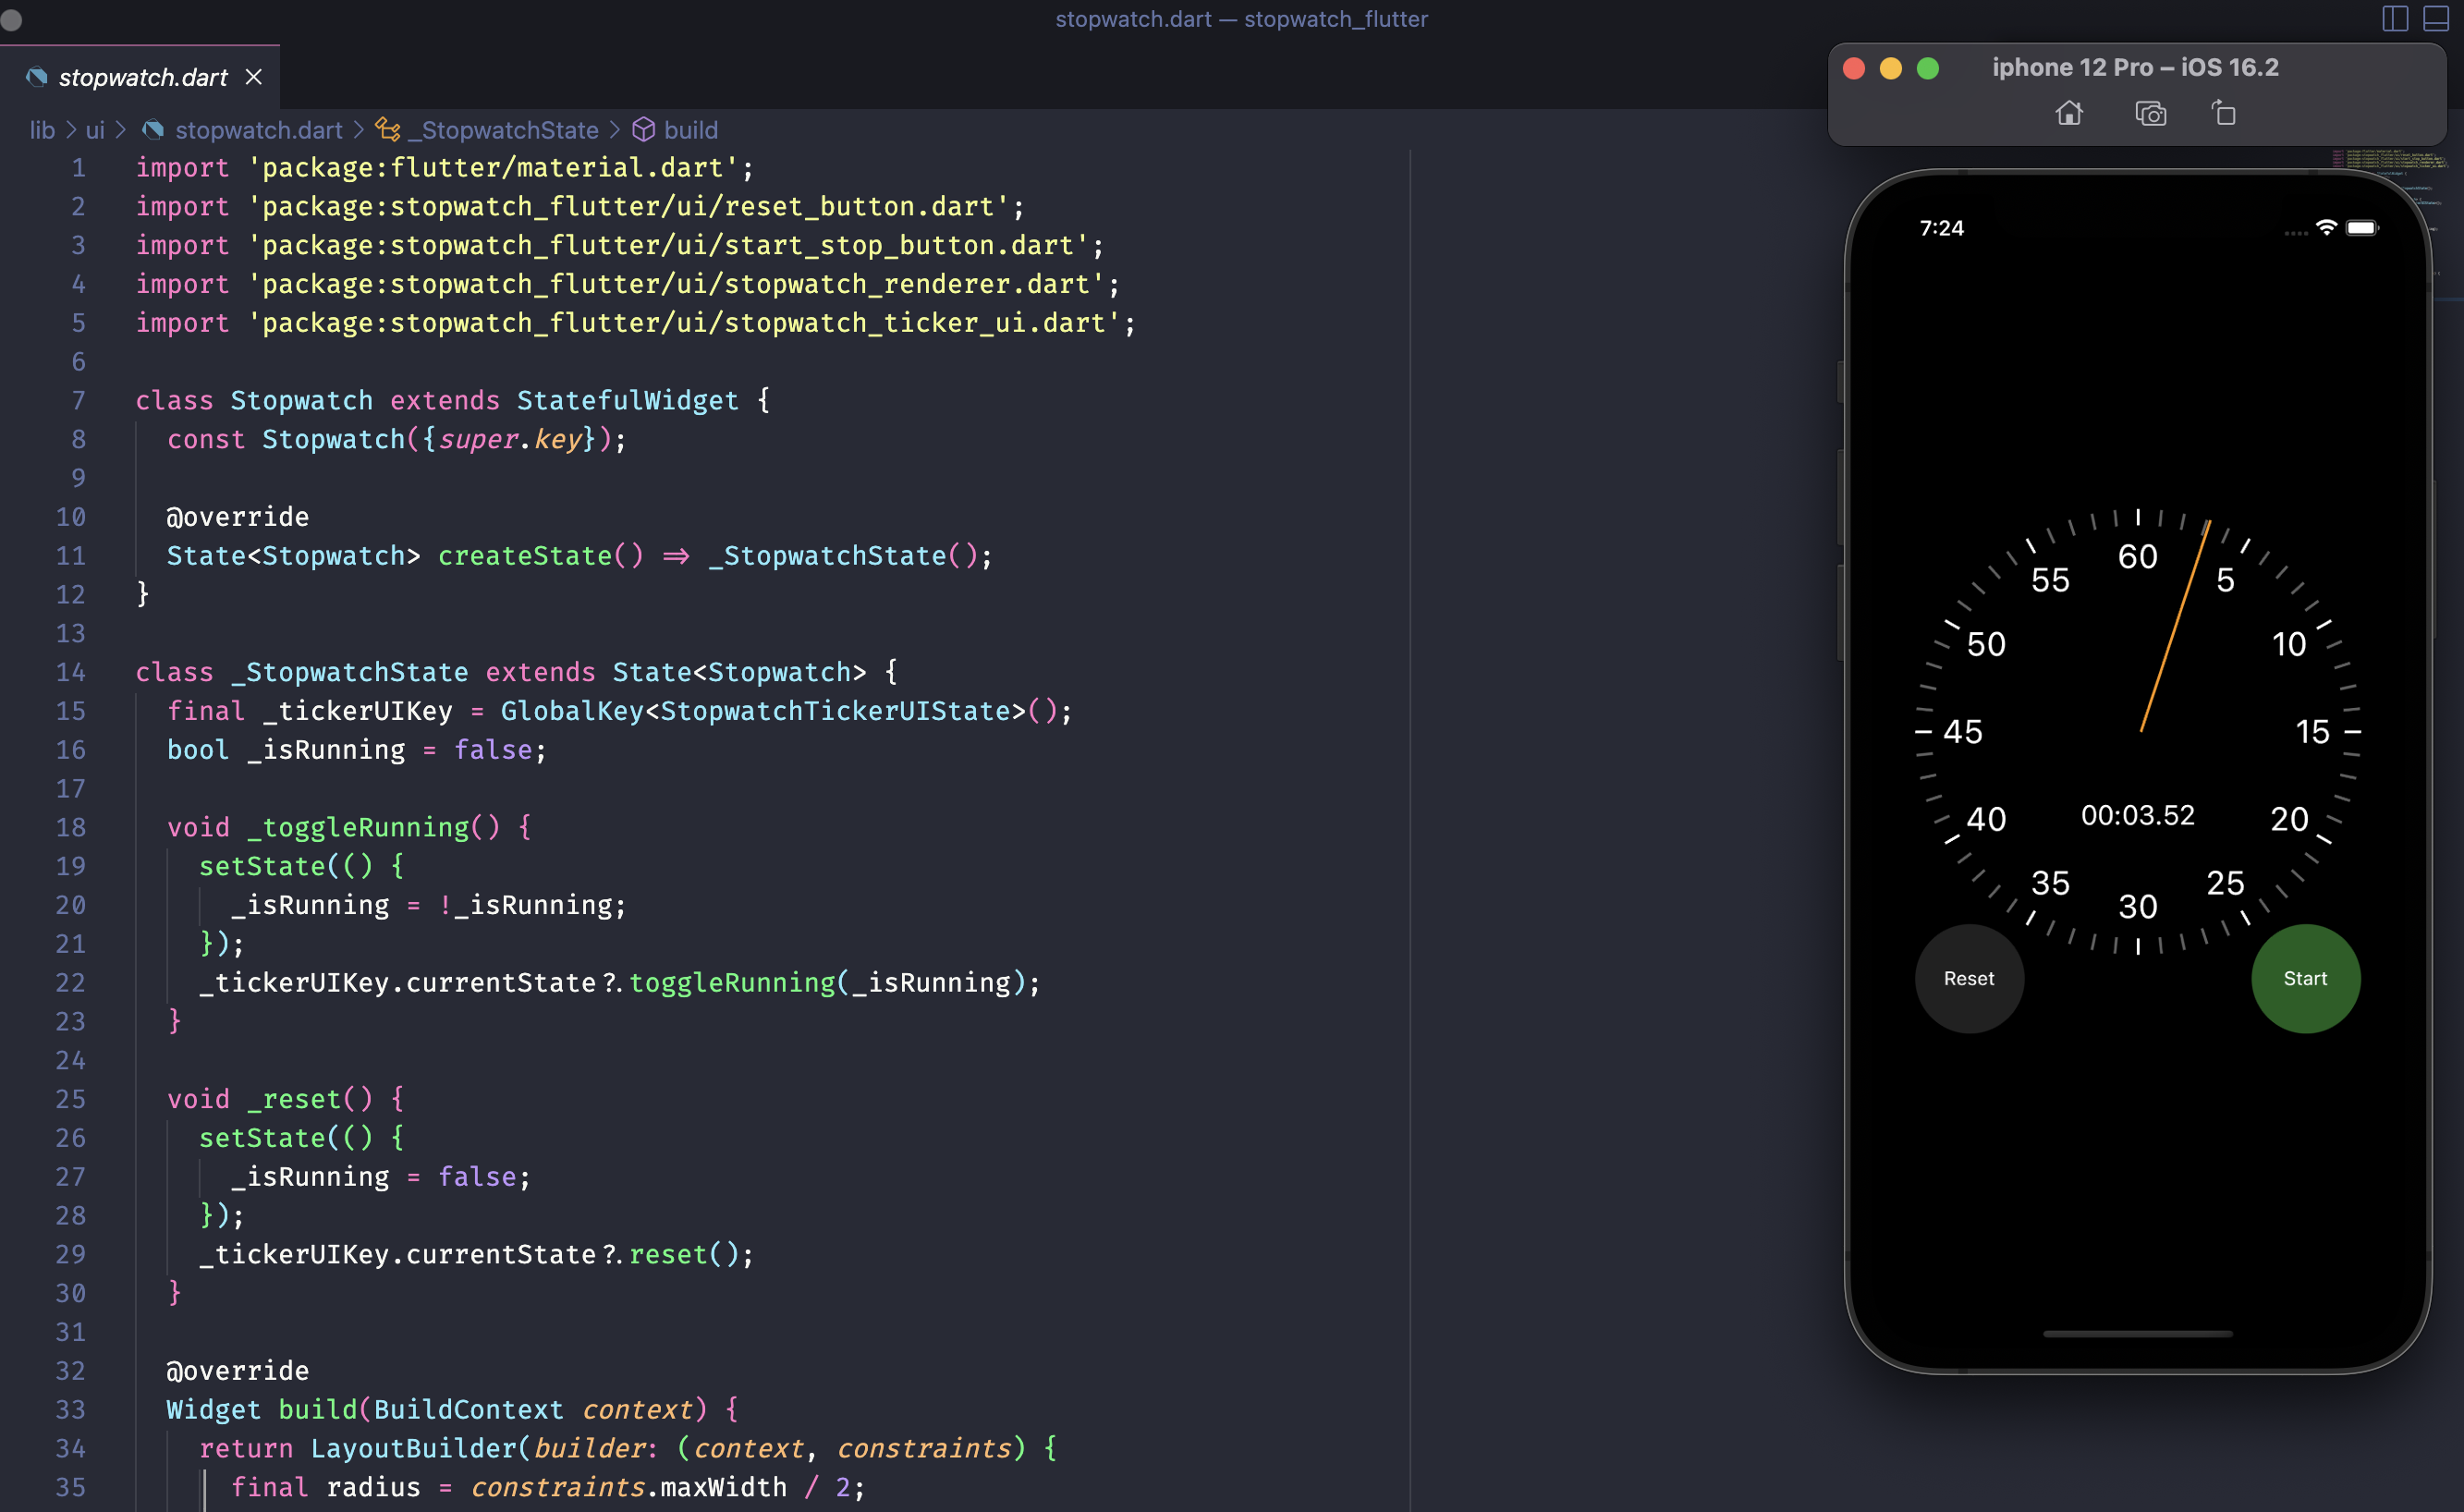 stopwatch.dart — stopwatch_flutter
stopwatch.dart
lib > ui > stopwatch.dart > _StopwatchState > build
1 import 'package:flutter/material.dart';
2 import 'package:stopwatch_flutter/ui/reset_button.dart';
3 import 'package:stopwatch_flutter/ui/start_stop_button.dart';
4 import 'package:stopwatch_flutter/ui/stopwatch_renderer.dart';
5 import 'package:stopwatch_flutter/ui/stopwatch_ticker_ui.dart';
6
7 class Stopwatch extends StatefulWidget {
8   const Stopwatch({super.key});
9
10   @override
11   State<Stopwatch> createState() => _StopwatchState();
12 }
13
14 class _StopwatchState extends State<Stopwatch> {
15   final _tickerUIKey = GlobalKey<StopwatchTickerUIState>();
16   bool _isRunning = false;
17
18   void _toggleRunning() {
19     setState(() {
20       _isRunning = !_isRunning;
21     });
22     _tickerUIKey.currentState?.toggleRunning(_isRunning);
23   }
24
25   void _reset() {
26     setState(() {
27       _isRunning = false;
28     });
29     _tickerUIKey.currentState?.reset();
30   }
31
32   @override
33   Widget build(BuildContext context) {
34     return LayoutBuilder(builder: (context, constraints) {
35       final radius = constraints.maxWidth / 2;
iphone 12 Pro – iOS 16.2
7:24
60
55 5
50 10
45 15
00:03.52
40 20
35 25
30
Reset Start